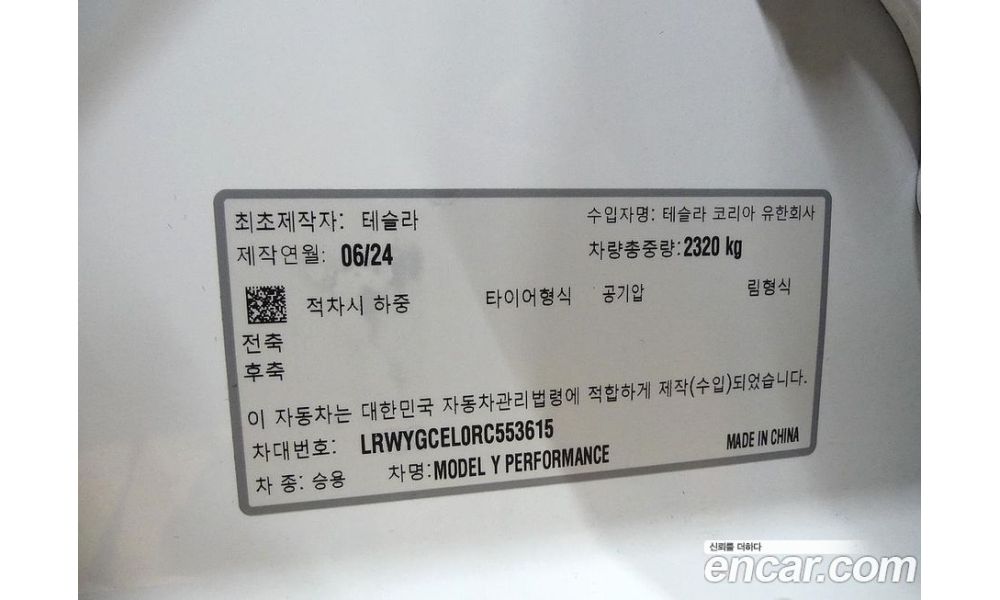 최초제작자: 테슬라 수입자명: 테슬라 코리아 유한회사
제작연월: 06/24 차량총중량: 2320 kg
적차시 하중 타이어형식 공기압 림형식
전축
후축
이 자동차는 대한민국 자동차관리법령에 적합하게 제작(수입)되었습니다.
차대번호: LRWYGCEL0RC553615 MADE IN CHINA
차 종: 승용 차명: MODEL Y PERFORMANCE
신뢰를 더하다
encar.com